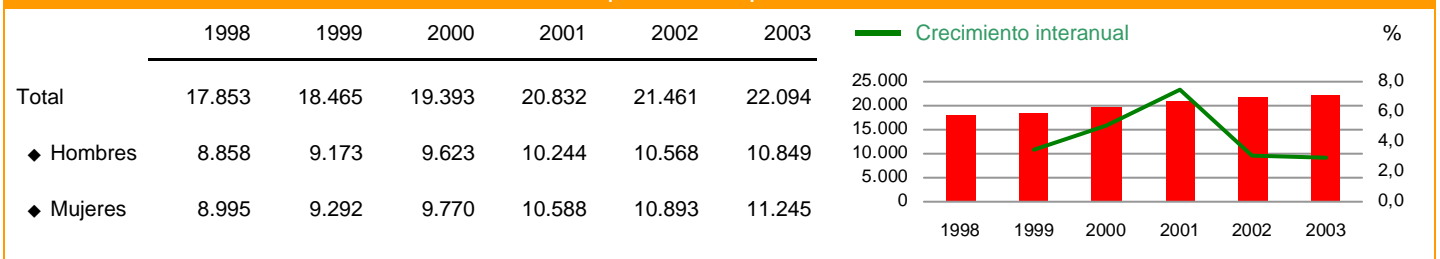 1998 1999 2000 2001 2002 2003
Total 17.853 18.465 19.393 20.832 21.461 22.094
◆ Hombres 8.858 9.173 9.623 10.244 10.568 10.849
◆ Mujeres 8.995 9.292 9.770 10.588 10.893 11.245
Crecimiento interanual %
25.000 8,0
20.000 6,0
15.000 4,0
10.000 2,0
5.000 0,0
0
1998 1999 2000 2001 2002 2003